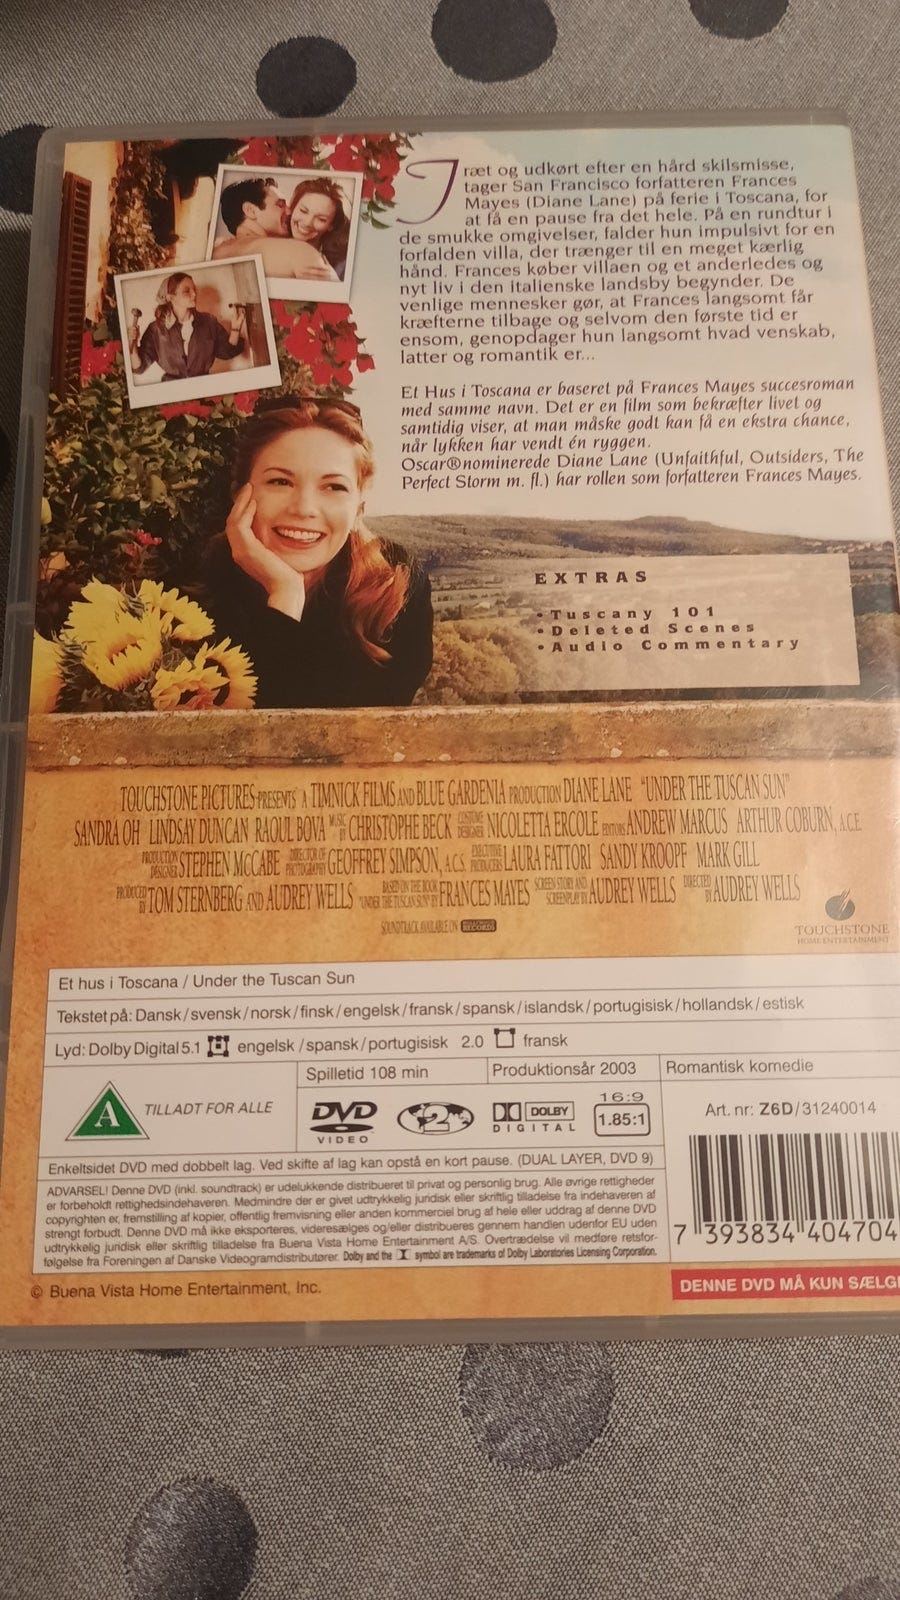 Træt og udkørt efter en hård skilsmisse,
tager San Francisco forfatteren Frances
Mayes (Diane Lane) på ferie i Toscana, for
at få en pause fra det hele. På en rundtur i
de smukke omgivelser, falder hun impulsivt for en
forfalden villa, der trænger til en meget kærlig
hånd. Frances køber villaen og et anderledes og
nyt liv i den italienske landsby begynder. De
venlige mennesker gør, at Frances langsomt får
kræfterne tilbage og selvom den første tid er
ensom, genopdager hun langsomt hvad venskab,
latter og romantik er...
Et Hus i Toscana er baseret på Frances Mayes succesroman
med samme navn. Det er en film som bekræfter livet og
samtidig viser, at man måske godt kan få en ekstra chance,
når lykken har vendt én ryggen.
Oscar®nominerede Diane Lane (Unfaithful, Outsiders, The
Perfect Storm m. fl.) har rollen som forfatteren Frances Mayes.
EXTRAS
• Tuscany 101
• Deleted Scenes
• Audio Commentary
TOUCHSTONE PICTURES PRESENTS A TIMNICK FILMS AND BLUE GARDENIA PRODUCTION DIANE LANE "UNDER THE TUSCAN SUN"
SANDRA OH LINDSAY DUNCAN RAOUL BOVA MUSIC BY CHRISTOPHE BECK COSTUME DESIGNER NICOLETTA ERCOLE EDITORS ANDREW MARCUS ARTHUR COBURN, A.C.E.
PRODUCTION DESIGNER STEPHEN McCABE DIRECTOR OF PHOTOGRAPHY GEOFFREY SIMPSON, A.C.S. EXECUTIVE PRODUCERS LAURA FATTORI SANDY KROOPF MARK GILL
PRODUCED BY TOM STERNBERG AND AUDREY WELLS BASED ON THE BOOK "UNDER THE TUSCAN SUN" BY FRANCES MAYES SCREEN STORY AND SCREENPLAY BY AUDREY WELLS DIRECTED BY AUDREY WELLS
SOUNDTRACK AVAILABLE ON HOLLYWOOD RECORDS
TOUCHSTONE
HOME ENTERTAINMENT
Et hus i Toscana / Under the Tuscan Sun
Tekstet på: Dansk/svensk/norsk/finsk/engelsk/fransk/spansk/islandsk/portugisisk/hollandsk/estisk
Lyd: Dolby Digital 5.1 engelsk/spansk/portugisisk 2.0 fransk
A TILLADT FOR ALLE
Spilletid 108 min
Produktionsår 2003
Romantisk komedie
DVD
VIDEO
2
DOLBY
DIGITAL
16:9
1.85:1
Art. nr: Z6D/31240014
Enkeltsidet DVD med dobbelt lag. Ved skifte af lag kan opstå en kort pause. (DUAL LAYER, DVD 9)
ADVARSEL! Denne DVD (inkl. soundtrack) er udelukkende distribueret til privat og personlig brug. Alle øvrige rettigheder
er forbeholdt rettighedsindehaveren. Medmindre der er givet udtrykkelig juridisk eller skriftlig tilladelse fra indehaveren af
copyrighten er, fremstilling af kopier, offentlig fremvisning eller anden kommerciel brug af hele eller uddrag af denne DVD
strengt forbudt. Denne DVD må ikke eksporteres, videresælges og/eller distribueres gennem handlen udenfor EU uden
udtrykkelig juridisk eller skriftlig tilladelse fra Buena Vista Home Entertainment A/S. Overtrædelse vil medføre retsfor-
følgelse fra Foreningen af Danske Videogramdistributører. Dolby and the symbol are trademarks of Dolby Laboratories Licensing Corporation.
7 393834 404704
© Buena Vista Home Entertainment, Inc.
DENNE DVD MÅ KUN SÆLG